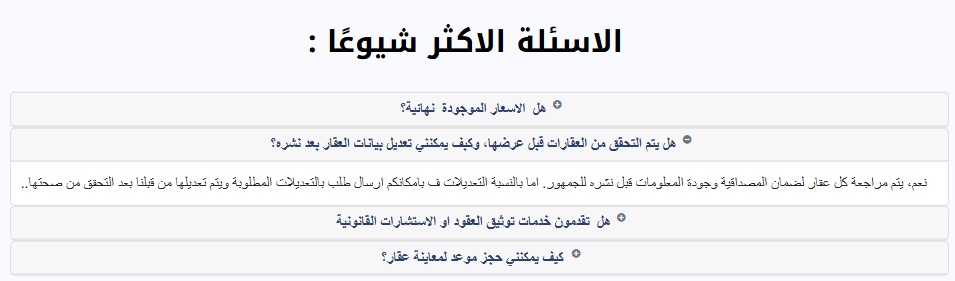 الاسئلة الاكثر شيوعًا :
هل الاسعار الموجودة نهائية؟
هل يتم التحقق من العقارات قبل عرضها، وكيف يمكنني تعديل بيانات العقار بعد نشره؟
نعم، يتم مراجعة كل عقار لضمان المصداقية وجودة المعلومات قبل نشره للجمهور. اما بالنسبة التعديلات ف بامكانكم ارسال طلب بالتعديلات المطلوبة ويتم تعديلها من قبلنا بعد التحقق من صحتها..
هل تقدمون خدمات توثيق العقود او الاستشارات القانونية
كيف يمكنني حجز موعد لمعاينة عقار؟